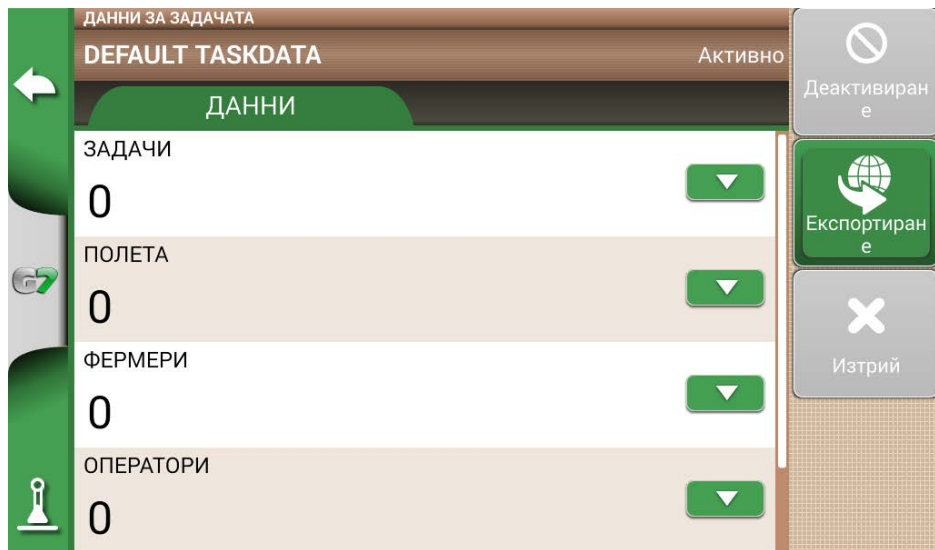 ДАННИ ЗА ЗАДАЧАТА
DEFAULT TASKDATA
Активно
ДАННИ
ЗАДАЧИ
0
ПОЛЕТА
0
ФЕРМЕРИ
0
ОПЕРАТОРИ
0
G7
Деактивиран
е
Експортиран
е
Изтрий